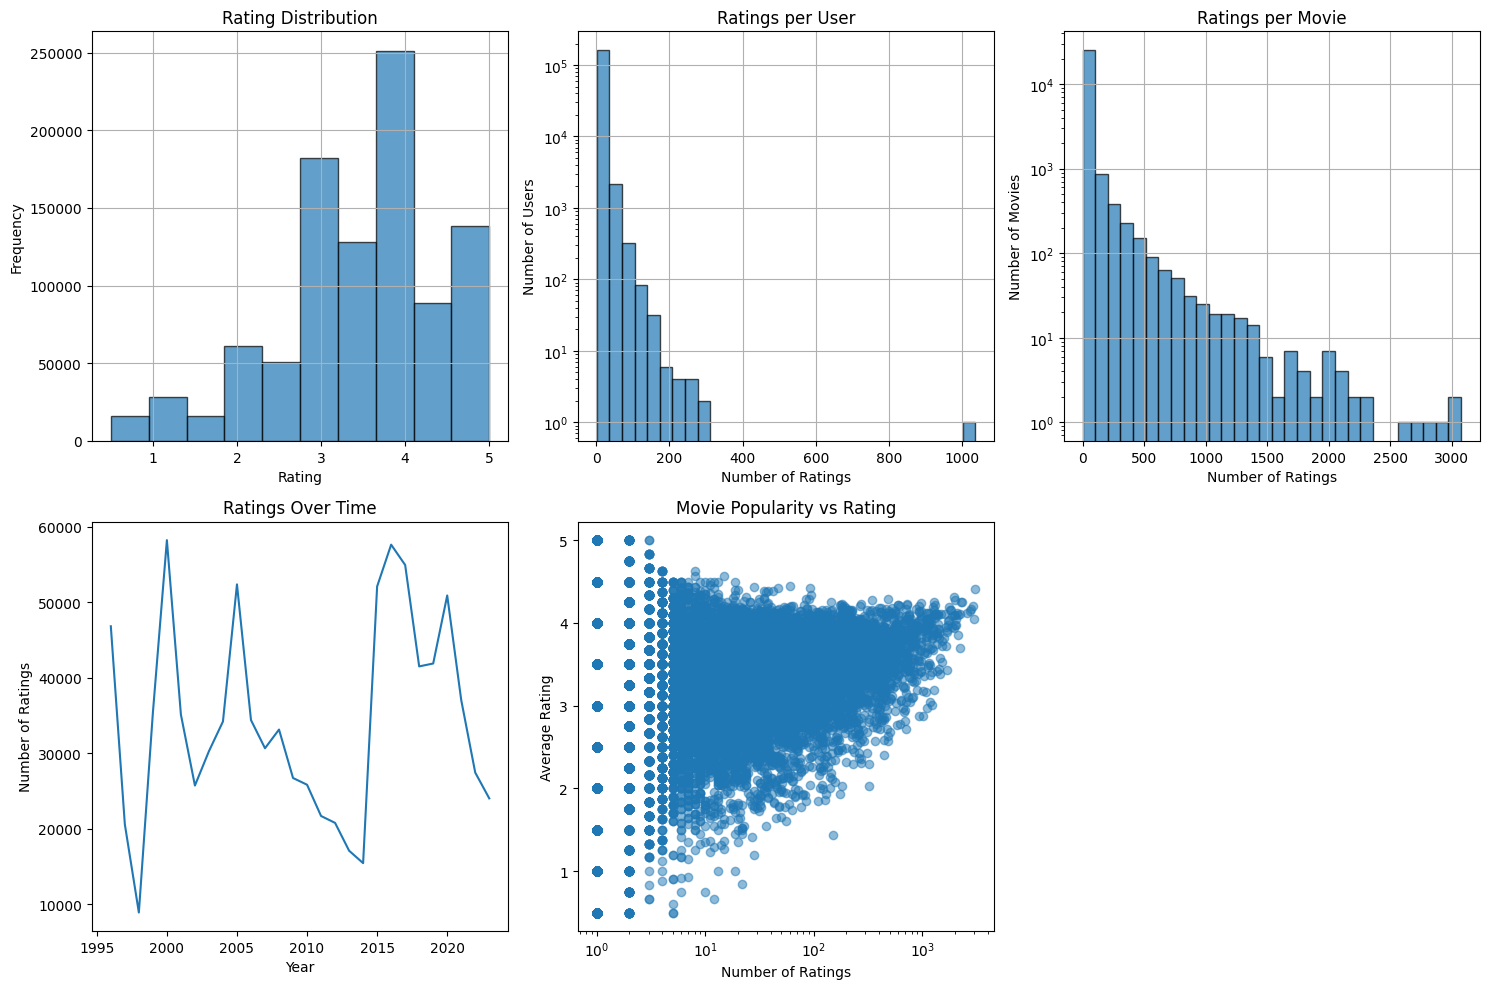 Rating Distribution
250000
200000
150000
100000
50000
0
Frequency
1 2 3 4 5
Rating
Ratings per User
10^5
10^4
10^3
10^2
10^1
10^0
Number of Users
0 200 400 600 800 1000
Number of Ratings
Ratings per Movie
10^4
10^3
10^2
10^1
10^0
Number of Movies
0 500 1000 1500 2000 2500 3000
Number of Ratings
Ratings Over Time
60000
50000
40000
30000
20000
10000
Number of Ratings
1995 2000 2005 2010 2015 2020
Year
Movie Popularity vs Rating
5
4
3
2
1
Average Rating
10^0 10^1 10^2 10^3
Number of Ratings